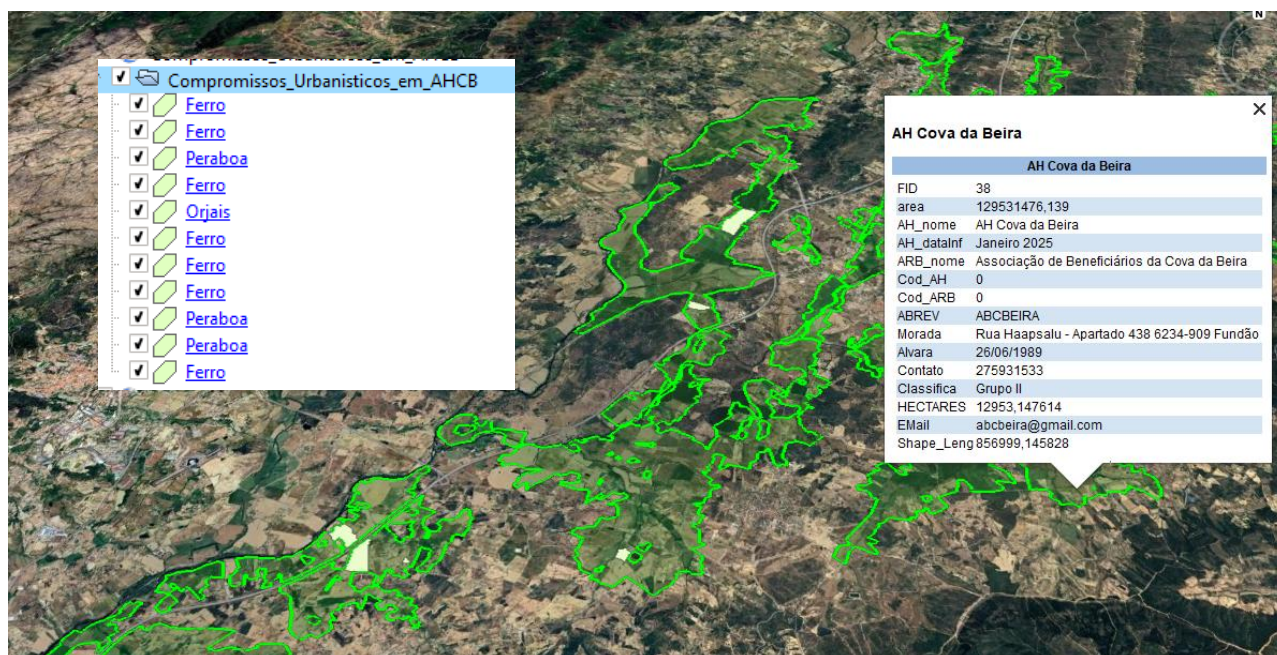 N
Compromissos_Urbanisticos_em_AHCB
Ferro
Ferro
Peraboa
Ferro
Orjais
Ferro
Ferro
Ferro
Peraboa
Peraboa
Ferro
AH Cova da Beira
AH Cova da Beira
FID 38
area 129531476,139
AH_nome AH Cova da Beira
AH_dataInf Janeiro 2025
ARB_nome Associação de Beneficiários da Cova da Beira
Cod_AH 0
Cod_ARB 0
ABREV ABCBEIRA
Morada Rua Haapsalu - Apartado 438 6234-909 Fundão
Alvara 26/06/1989
Contato 275931533
Classifica Grupo II
HECTARES 12953,147614
EMail abcbeira@gmail.com
Shape_Leng 856999,145828